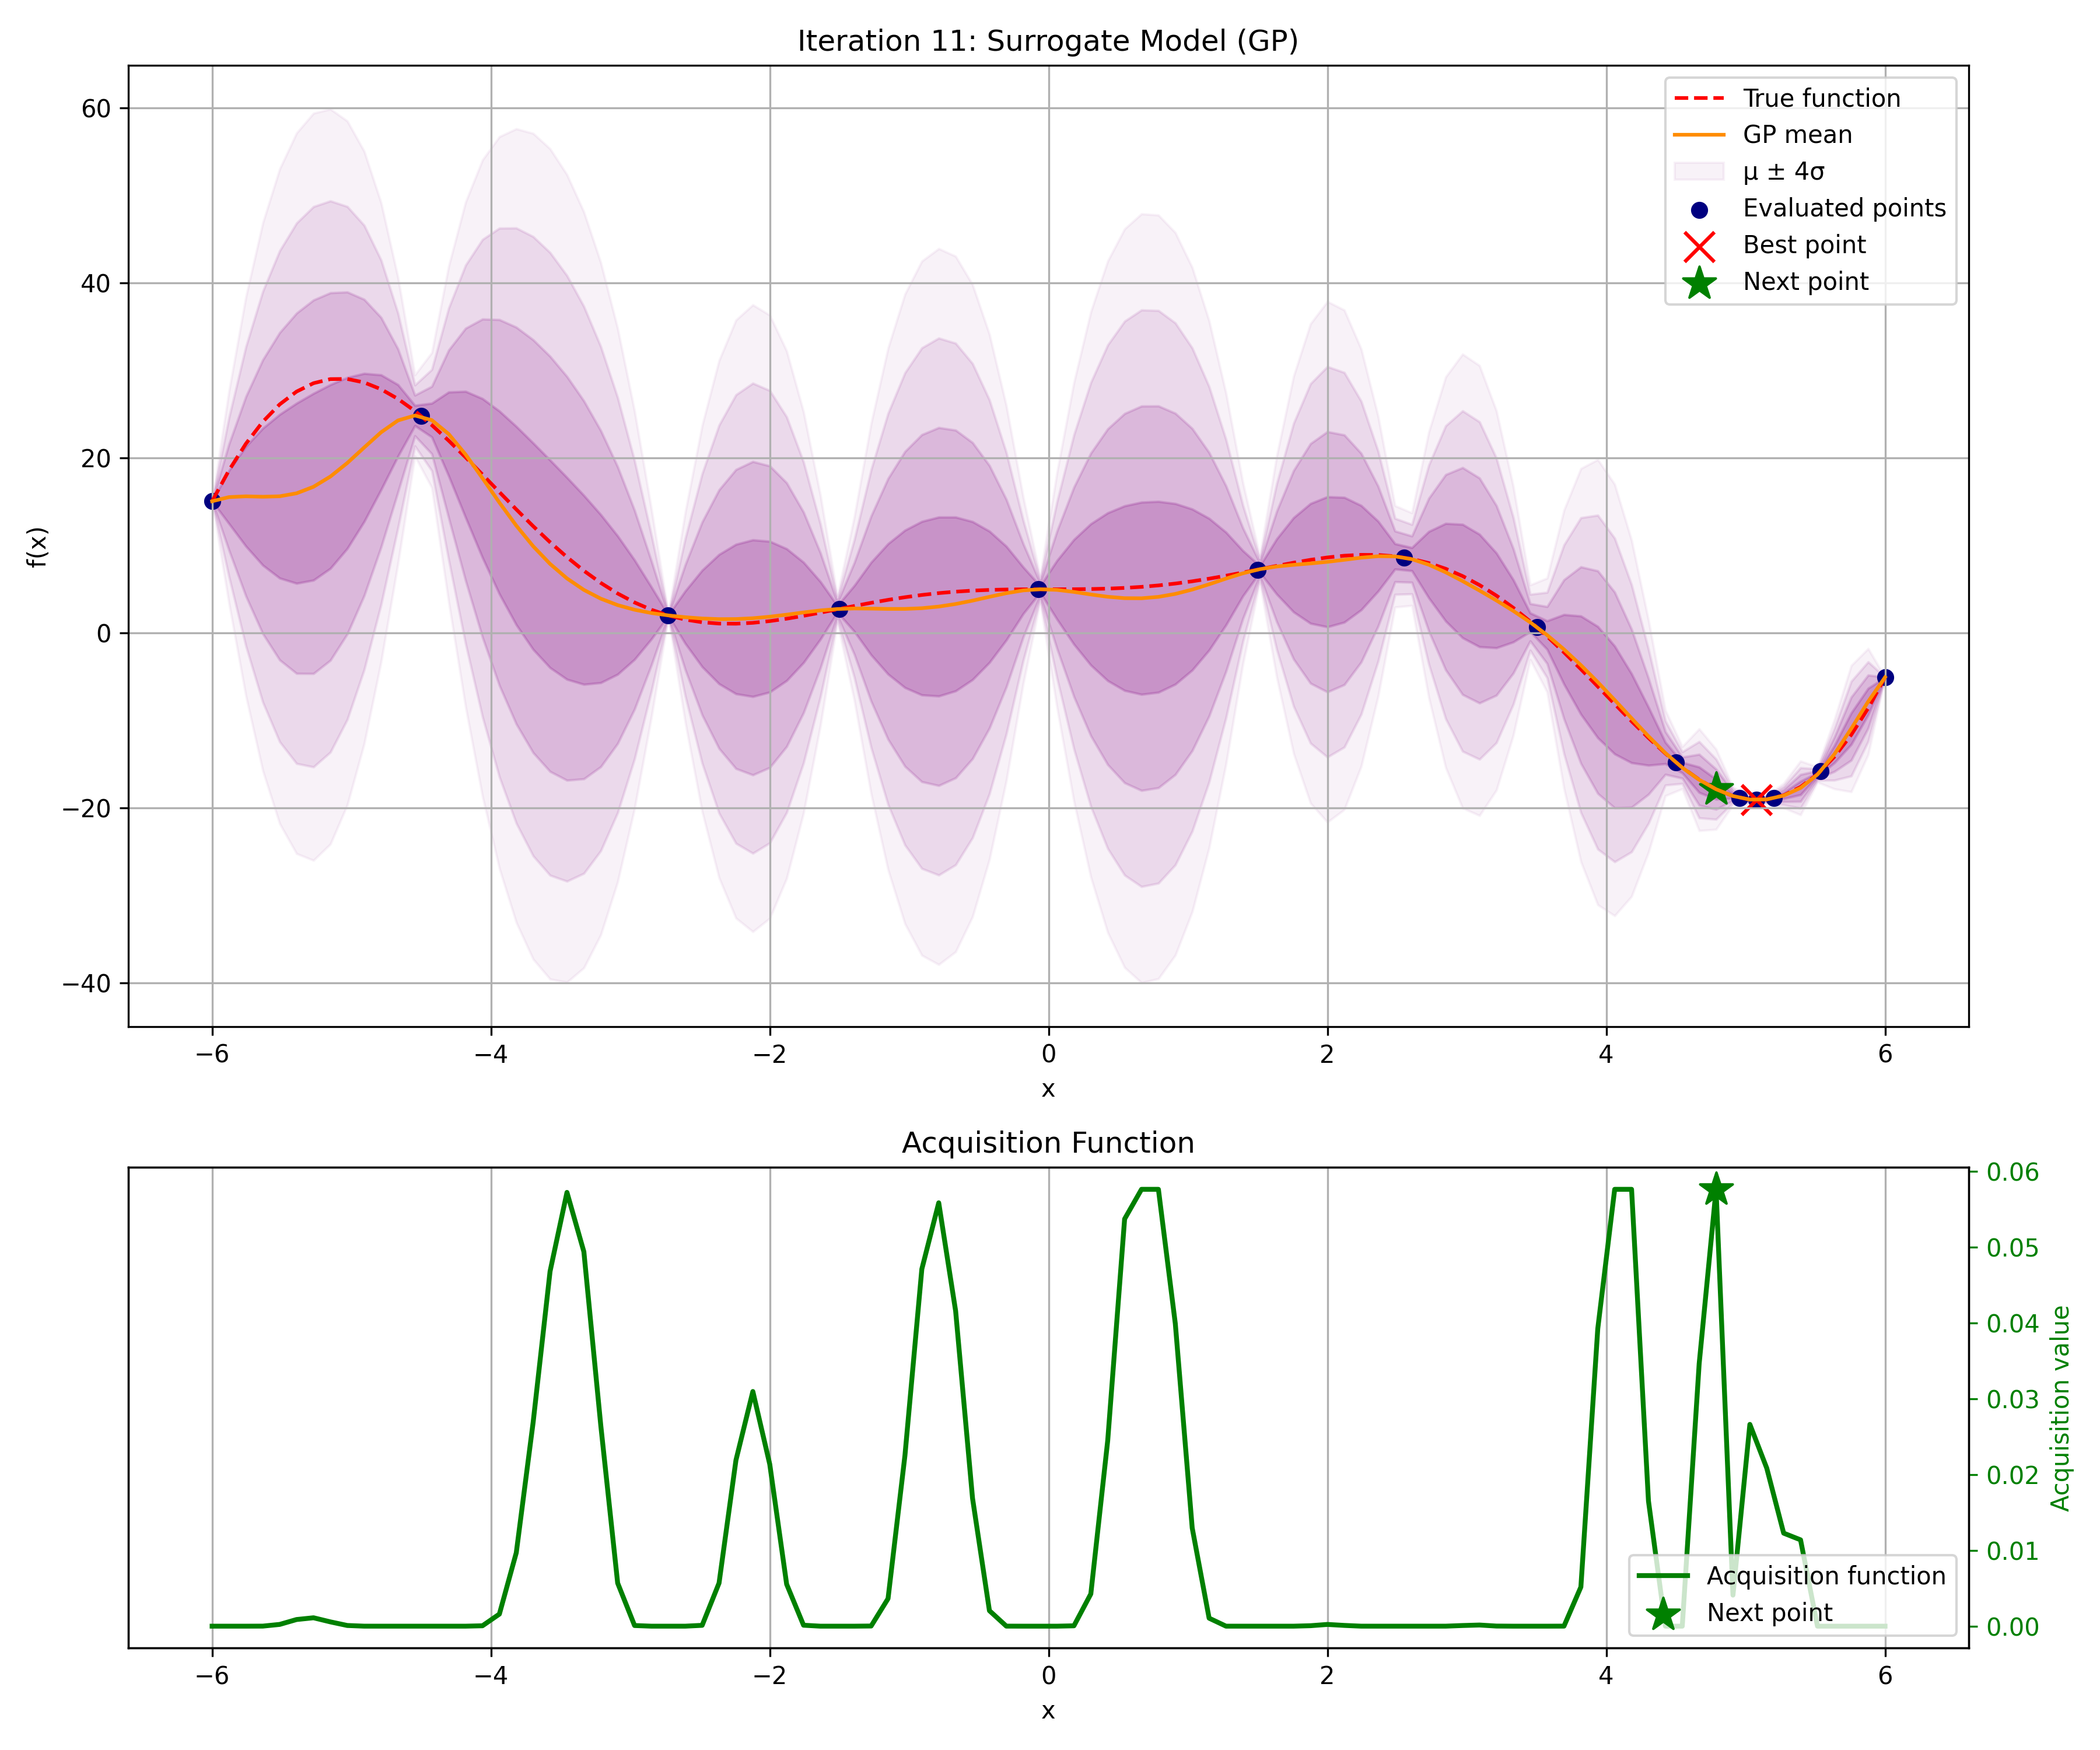 Iteration 11: Surrogate Model (GP)
60
40
20
0
−20
−40
f(x)
True function
GP mean
μ ± 4σ
Evaluated points
Best point
Next point
−6 −4 −2 0 2 4 6
x
Acquisition Function
0.06
0.05
0.04
0.03
0.02
0.01
0.00
Acquisition value
Acquisition function
Next point
−6 −4 −2 0 2 4 6
x